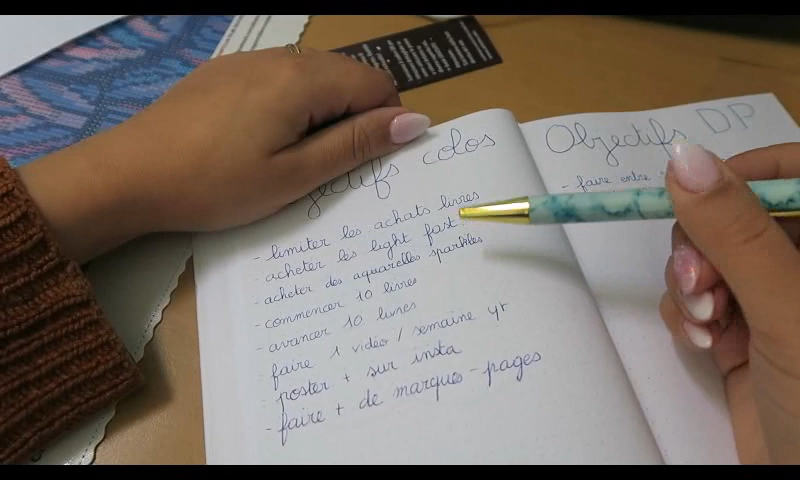 Objectifs colos
- limiter les achats livres
- acheter les light fast.
- acheter des aquarelles sparkles
- commencer 10 livres
- avancer 10 livres
- faire 1 vidéo / semaine yt
- poster + sur insta
- faire + de marques-pages
Objectifs DP
- faire entre